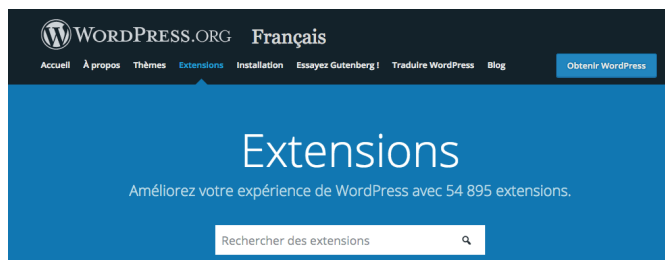 WORDPRESS.ORG Français
Accueil À propos Thèmes Extensions Installation Essayez Gutenberg ! Traduire WordPress Blog Obtenir WordPress
Extensions
Améliorez votre expérience de WordPress avec 54 895 extensions.
Rechercher des extensions